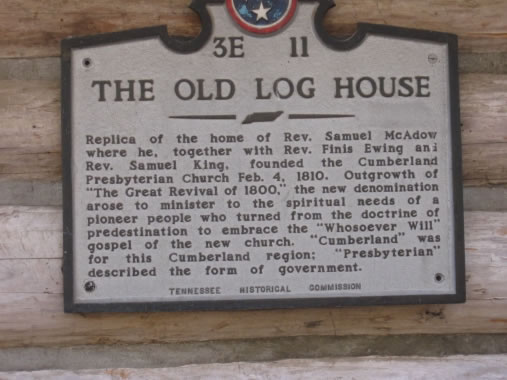 3E 11
THE OLD LOG HOUSE
Replica of the home of Rev. Samuel McAdow
where he, together with Rev. Finis Ewing and
Rev. Samuel King, founded the Cumberland
Presbyterian Church Feb. 4, 1810. Outgrowth of
"The Great Revival of 1800," the new denomination
arose to minister to the spiritual needs of a
pioneer people who turned from the doctrine of
predestination to embrace the "Whosoever Will"
gospel of the new church. "Cumberland" was
for this Cumberland region; "Presbyterian"
described the form of government.
TENNESSEE HISTORICAL COMMISSION